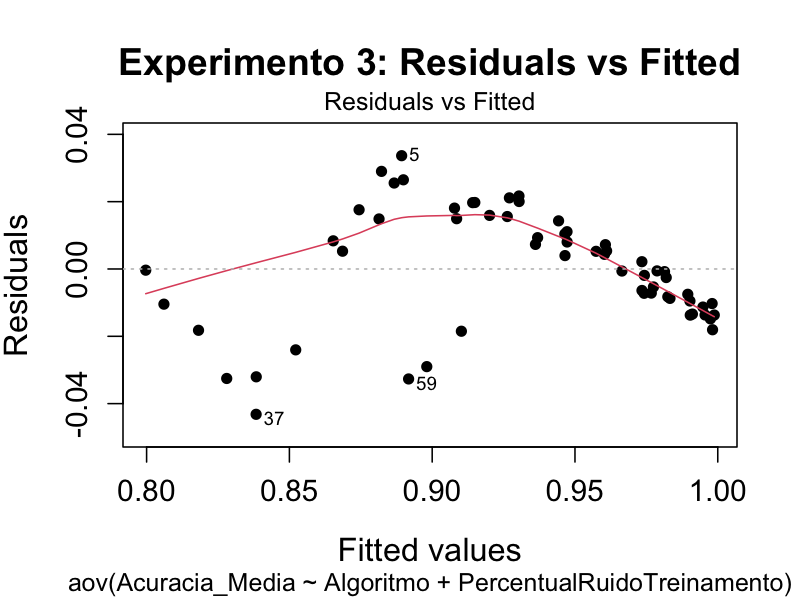 Experimento 3: Residuals vs Fitted
Residuals vs Fitted
Residuals
0.04
0.00
-0.04
5
59
37
0.80 0.85 0.90 0.95 1.00
Fitted values
aov(Acuracia_Media ~ Algoritmo + PercentualRuidoTreinamento)